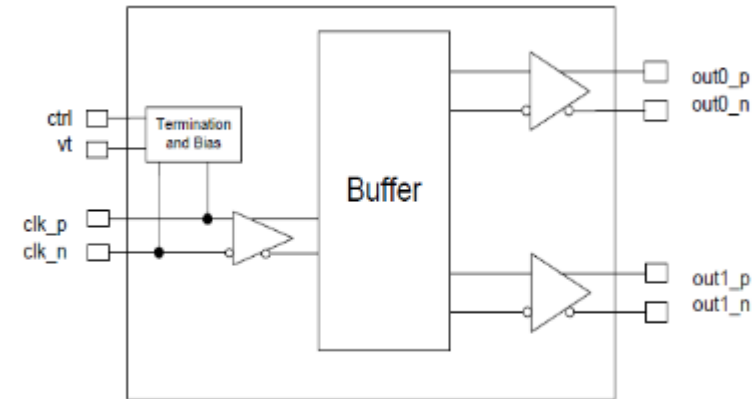 ctrl
vt
Termination
and Bias
clk_p
clk_n
Buffer
out0_p
out0_n
out1_p
out1_n